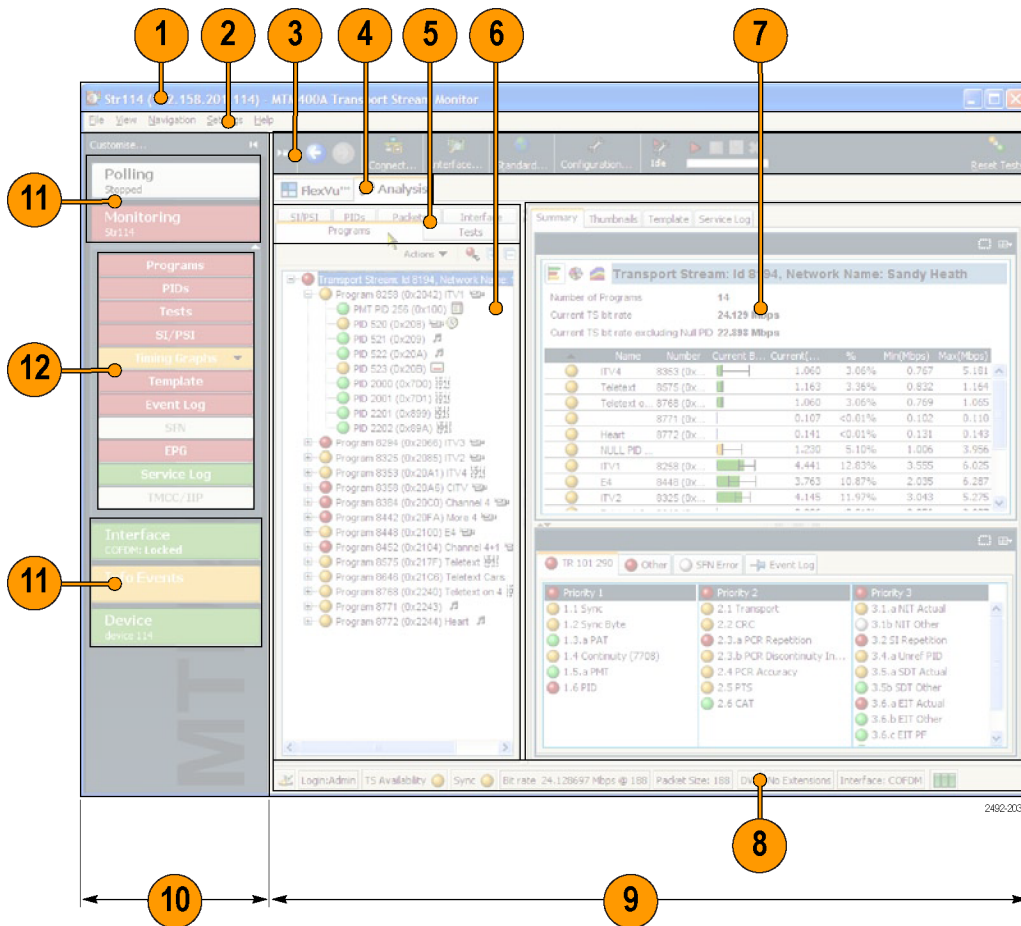 1 2 3 4 5 6 7
MTM400A Transport Stream Monitor
File View Navigation Help
Customise...
Connect... Interface... Standard... Configuration... Idle Reset Tests
Polling
Stopped
11
Monitoring
Str114
FlexVu™ Analysis
SI/PSI PIDs Packets Interface
Programs Tests
Actions
Summary Thumbnails Template Service Log
Programs
PIDs
Tests
SI/PSI
12
Timing Graphs
Template
Event Log
SFN
EPG
Service Log
TMCC/IIP
Interface
COFDM: Locked
11
Info Events
Device
device 114
MT
Transport Stream: Id 8194, Network Name: S
Program 8258 (0x2042) ITV1
PMT PID 256 (0x100)
PID 520 (0x208)
PID 521 (0x209)
PID 522 (0x20A)
PID 523 (0x20B)
PID 2000 (0x7D0)
PID 2001 (0x7D1)
PID 2201 (0x899)
PID 2202 (0x89A)
Program 8294 (0x2066) ITV3
Program 8325 (0x2085) ITV2
Program 8353 (0x20A1) ITV4
Program 8358 (0x20A6) CITV
Program 8384 (0x20C0) Channel 4
Program 8442 (0x20FA) More 4
Program 8448 (0x2100) E4
Program 8452 (0x2104) Channel 4+1
Program 8575 (0x217F) Teletext
Program 8646 (0x21C6) Teletext Cars
Program 8768 (0x2240) Teletext on 4
Program 8771 (0x2243)
Program 8772 (0x2244) Heart
Transport Stream: Id 8194, Network Name: Sandy Heath
Number of Programs 14
Current TS bit rate 24.129 Mbps
Current TS bit rate excluding Null PID 22.898 Mbps
Name Number Current B... Current(... % Min(Mbps) Max(Mbps)
ITV4 8353 (0x... 1.060 3.06% 0.767 5.181
Teletext 8575 (0x... 1.163 3.36% 0.832 1.164
Teletext o... 8768 (0x... 1.060 3.06% 0.769 1.065
8771 (0x... 0.107 <0.01% 0.102 0.110
Heart 8772 (0x... 0.141 <0.01% 0.131 0.143
NULL PID ... 1.230 5.10% 1.006 3.956
ITV1 8258 (0x... 4.441 12.83% 3.555 6.025
E4 8448 (0x... 3.763 10.87% 2.035 6.287
ITV2 8325 (0x... 4.145 11.97% 3.043 5.275
TR 101 290 Other SFN Error Event Log
Priority 1
1.1 Sync
1.2 Sync Byte
1.3.a PAT
1.4 Continuity (7708)
1.5.a PMT
1.6 PID
Priority 2
2.1 Transport
2.2 CRC
2.3.a PCR Repetition
2.3.b PCR Discontinuity In...
2.4 PCR Accuracy
2.5 PTS
2.6 CAT
Priority 3
3.1.a NIT Actual
3.1b NIT Other
3.2 SI Repetition
3.4.a Unref PID
3.5.a SDT Actual
3.5b SDT Other
3.6.a EIT Actual
3.6.b EIT Other
3.6.c EIT PF
Login:Admin TS Availability Sync Bit rate 24.128697 Mbps @ 188 Packet Size: 188 No Extensions Interface: COFDM
2492-203
8
10 9